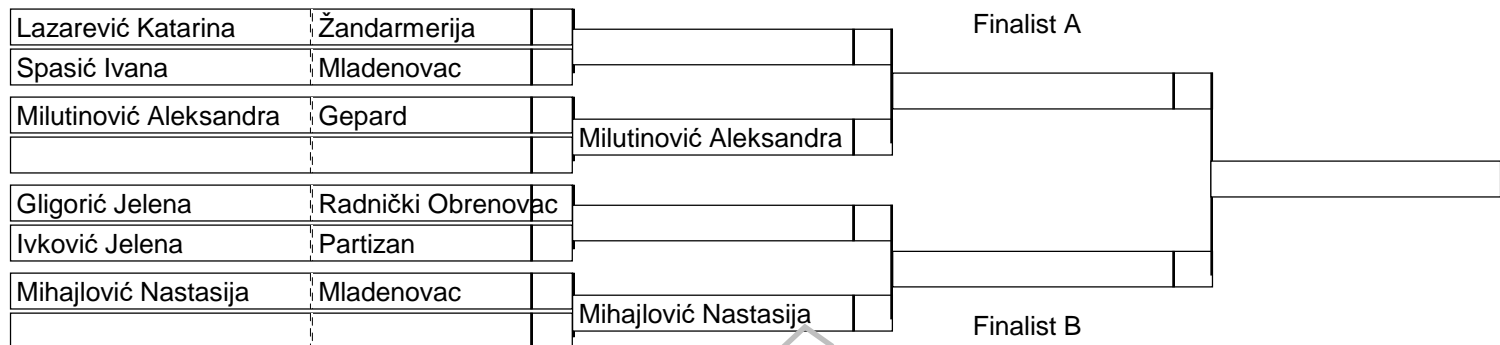 Lazarević Katarina Žandarmerija
Spasić Ivana Mladenovac
Milutinović Aleksandra Gepard
Gligorić Jelena Radnički Obrenovac
Ivković Jelena Partizan
Mihajlović Nastasija Mladenovac
Milutinović Aleksandra
Mihajlović Nastasija
Finalist A
Finalist B